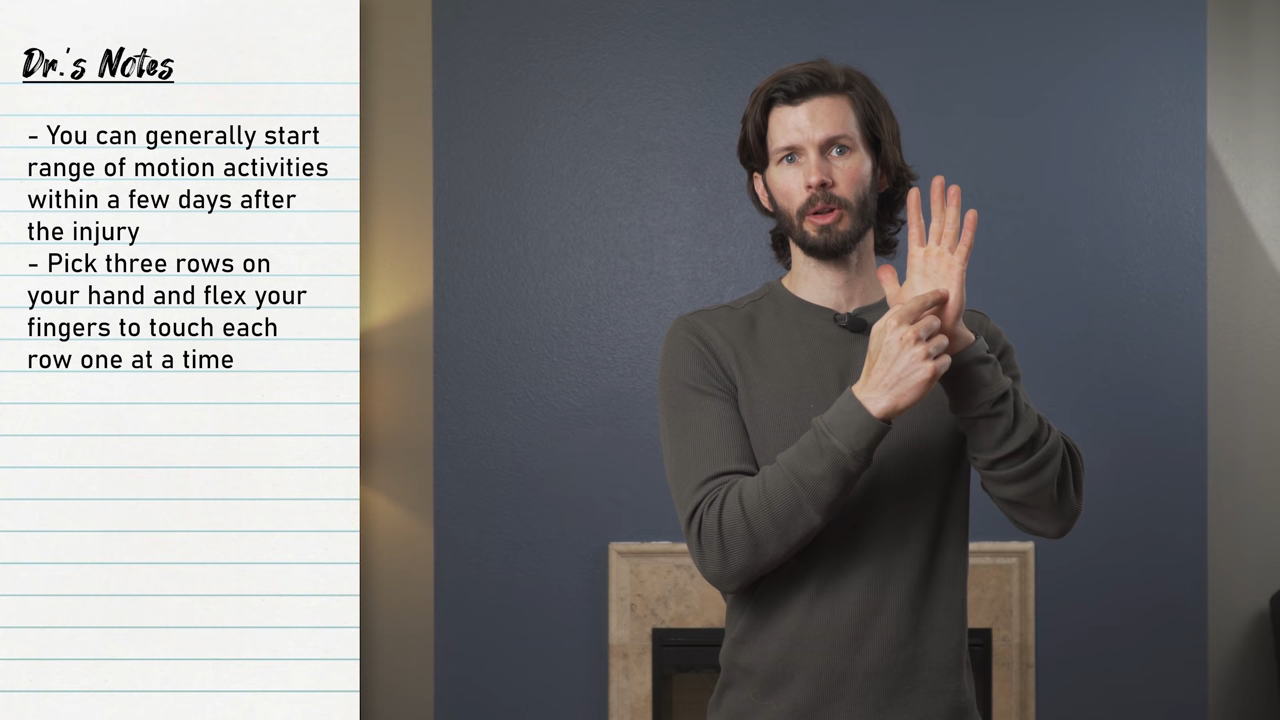 Dr.'s Notes
- You can generally start
range of motion activities
within a few days after
the injury
- Pick three rows on
your hand and flex your
fingers to touch each
row one at a time